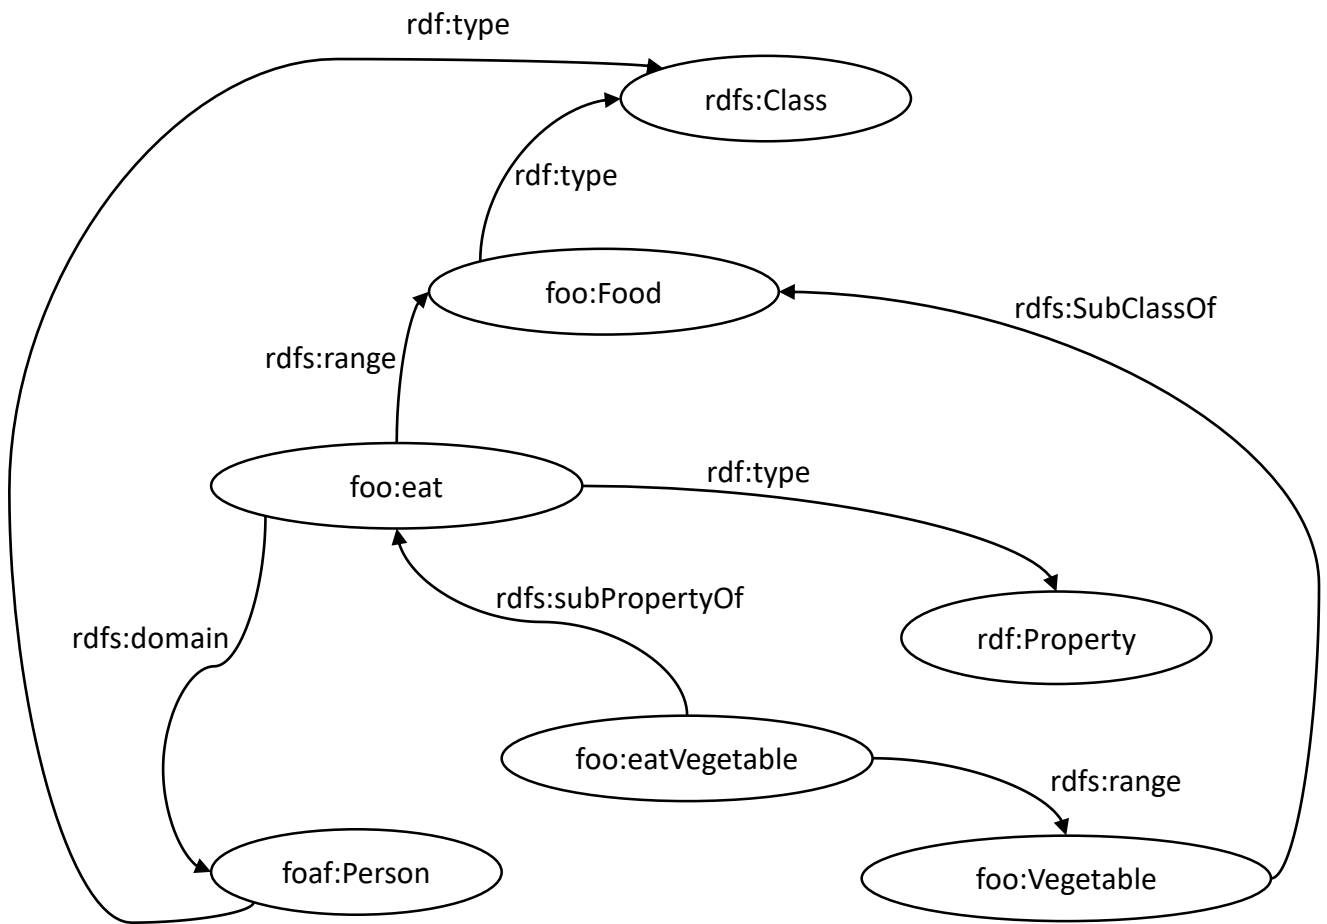 rdf:type
rdfs:Class
rdf:type
foo:Food
rdfs:SubClassOf
rdfs:range
foo:eat
rdf:type
rdfs:subPropertyOf
rdfs:domain
rdf:Property
foo:eatVegetable
rdfs:range
foaf:Person
foo:Vegetable